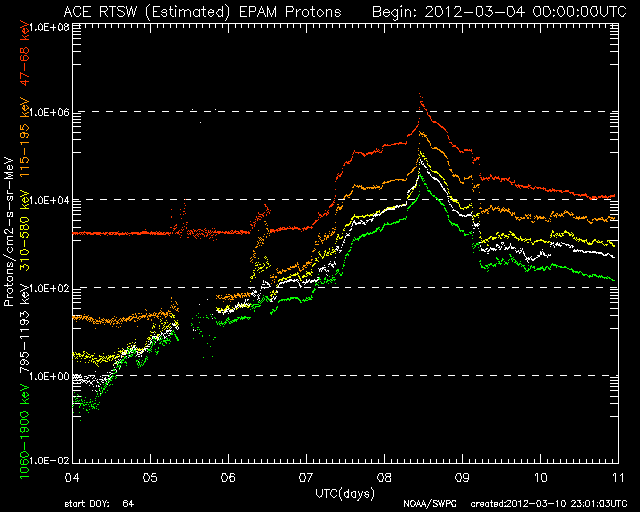 ACE RTSW (Estimated) EPAM Protons Begin: 2012-03-04 00:00:00UTC
Protons/cm2-s-sr-MeV
1060-1900 keV 795-1193 keV 310-580 keV 115-195 keV 47-68 keV
1.0E+08
1.0E+06
1.0E+04
1.0E+02
1.0E+00
1.0E-02
04 05 06 07 08 09 10 11
UTC(days)
start DOY: 64 NOAA/SWPC created:2012-03-10 23:01:03UTC